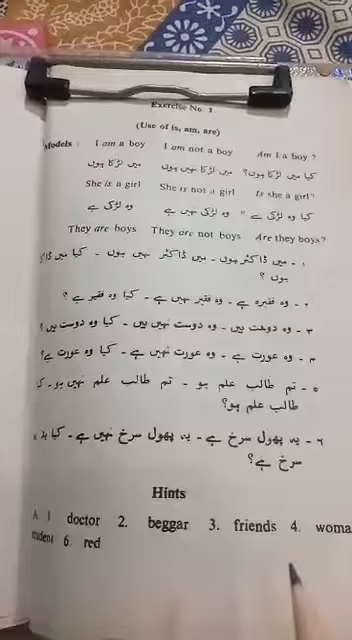 Exercise No. 1
(Use of is, am, are)
Models : I am a boy I am not a boy Am I a boy ?
میں لڑکا ہوں میں لڑکا نہیں ہوں کیا میں لڑکا ہوں؟
She is a girl She is not a girl Is she a girl"
وہ لڑکی ہے وہ لڑکی نہیں ہے کیا وہ لڑکی ہے "
They are boys They are not boys Are they boys?
۱ - میں ڈاکٹر ہوں - میں ڈاکٹر نہیں ہوں - کیا میں
ہوں ؟
۲ - وہ فقیر ہے - وہ فقیر نہیں ہے - کیا وہ فقیر ہے ؟
۳ - وہ دوست ہیں - وہ دوست نہیں ہیں - کیا وہ دوست ہیں ؟
۴ - وہ عورت ہے - وہ عورت نہیں ہے - کیا وہ عورت ہے؟
۵ - تم طالب علم ہو - تم طالب علم نہیں ہو -
طالب علم ہو؟
۶ - یہ پھول سرخ ہے - یہ پھول سرخ نہیں ہے - کیا
سرخ ہے؟
Hints
A. 1 doctor 2. beggar 3. friends 4. woma
student 6. red